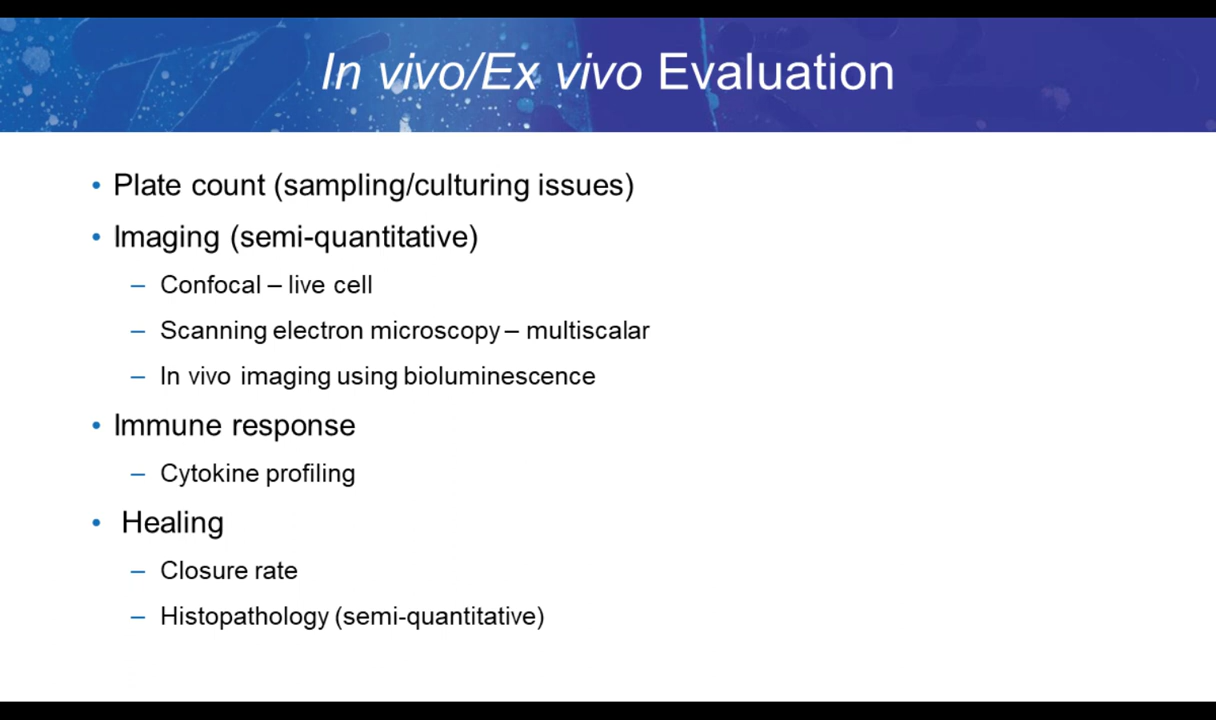 In vivo/Ex vivo Evaluation
• Plate count (sampling/culturing issues)
• Imaging (semi-quantitative)
– Confocal – live cell
– Scanning electron microscopy – multiscalar
– In vivo imaging using bioluminescence
• Immune response
– Cytokine profiling
• Healing
– Closure rate
– Histopathology (semi-quantitative)